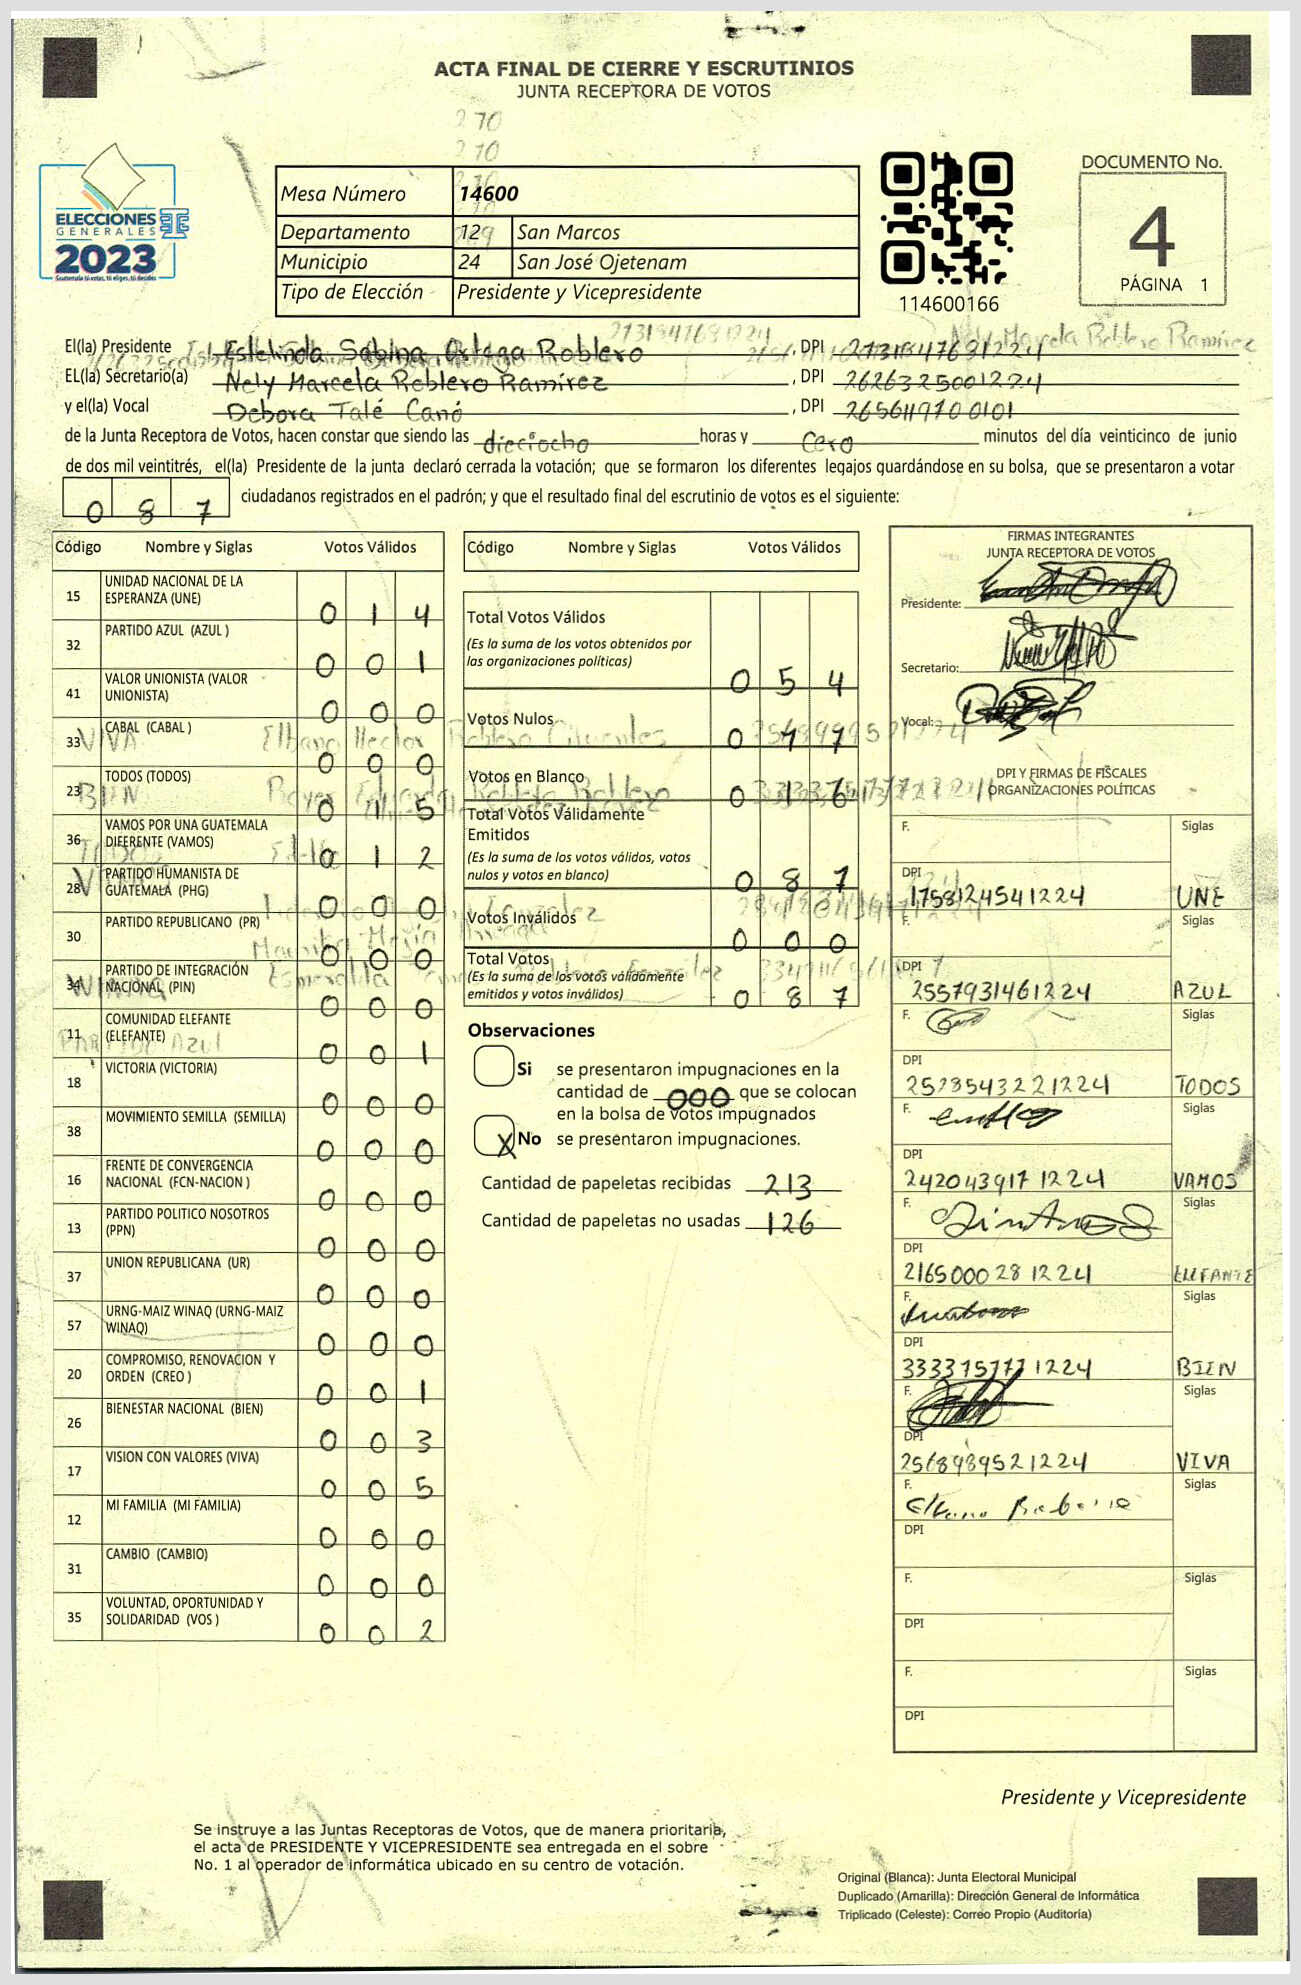 ACTA FINAL DE CIERRE Y ESCRUTINIOS
JUNTA RECEPTORA DE VOTOS
270
270
ELECCIONES
GENERALES
2023
Guatemala tú votas, tú eliges, tú decides
Mesa Número 14600
Departamento 12 San Marcos
Municipio 24 San José Ojetenam
Tipo de Elección Presidente y Vicepresidente
114600166
DOCUMENTO No.
4
PÁGINA 1
El(la) Presidente Estelinda Sabina Ortega Roblero, DPI 2731847681224
EL(la) Secretario(a) Nely Marcela Roblero Ramírez, DPI 2626325001224
y el(la) Vocal Debora Talé Canó, DPI 2656119700101
de la Junta Receptora de Votos, hacen constar que siendo las dieciocho horas y cero minutos del día veinticinco de junio
de dos mil veintitrés, el(la) Presidente de la junta declaró cerrada la votación; que se formaron los diferentes legajos guardándose en su bolsa, que se presentaron a votar
0 8 7 ciudadanos registrados en el padrón; y que el resultado final del escrutinio de votos es el siguiente:
Código Nombre y Siglas Votos Válidos
15 UNIDAD NACIONAL DE LA ESPERANZA (UNE) 0 1 4
32 PARTIDO AZUL (AZUL ) 0 0 1
41 VALOR UNIONISTA (VALOR UNIONISTA) 0 0 0
33 CABAL (CABAL ) 0 0 0
23 TODOS (TODOS) 0 1 5
36 VAMOS POR UNA GUATEMALA DIFERENTE (VAMOS) 0 1 2
28 PARTIDO HUMANISTA DE GUATEMALA (PHG) 0 0 0
30 PARTIDO REPUBLICANO (PR) 0 0 0
34 PARTIDO DE INTEGRACIÓN NACIONAL (PIN) 0 0 0
11 COMUNIDAD ELEFANTE (ELEFANTE) 0 0 1
18 VICTORIA (VICTORIA) 0 0 0
38 MOVIMIENTO SEMILLA (SEMILLA) 0 0 0
16 FRENTE DE CONVERGENCIA NACIONAL (FCN-NACION ) 0 0 0
13 PARTIDO POLITICO NOSOTROS (PPN) 0 0 0
37 UNION REPUBLICANA (UR) 0 0 0
57 URNG-MAIZ WINAQ (URNG-MAIZ WINAQ) 0 0 0
20 COMPROMISO, RENOVACION Y ORDEN (CREO ) 0 0 1
26 BIENESTAR NACIONAL (BIEN) 0 0 3
17 VISION CON VALORES (VIVA) 0 0 5
12 MI FAMILIA (MI FAMILIA) 0 0 0
31 CAMBIO (CAMBIO) 0 0 0
35 VOLUNTAD, OPORTUNIDAD Y SOLIDARIDAD (VOS ) 0 0 2
Código Nombre y Siglas Votos Válidos
Total Votos Válidos
(Es la suma de los votos obtenidos por
las organizaciones políticas) 0 5 4
Votos Nulos 0 1 7
Votos en Blanco 0 1 6
Total Votos Válidamente
Emitidos
(Es la suma de los votos válidos, votos
nulos y votos en blanco) 0 8 7
Votos Inválidos 0 0 0
Total Votos
(Es la suma de los votos válidamente
emitidos y votos inválidos) 0 8 7
Observaciones
Si se presentaron impugnaciones en la
cantidad de 000 que se colocan
en la bolsa de votos impugnados
X No se presentaron impugnaciones.
Cantidad de papeletas recibidas 213
Cantidad de papeletas no usadas 126
FIRMAS INTEGRANTES
JUNTA RECEPTORA DE VOTOS
Presidente:
Secretario:
Vocal:
DPI Y FIRMAS DE FISCALES
ORGANIZACIONES POLÍTICAS
F. Siglas
DPI
1758124541224 UNE
F. Siglas
DPI
2557931461224 AZUL
F. Siglas
DPI
2528543221224 TODOS
F. Siglas
DPI
2420439171224 VAMOS
F. Siglas
DPI
2165000281224 ELEFANTE
F. Siglas
DPI
3333757771224 BIEN
F. Siglas
DPI
2568989521224 VIVA
F. Siglas
DPI
F. Siglas
DPI
F. Siglas
DPI
Presidente y Vicepresidente
Se instruye a las Juntas Receptoras de Votos, que de manera prioritaria,
el acta de PRESIDENTE Y VICEPRESIDENTE sea entregada en el sobre
No. 1 al operador de informática ubicado en su centro de votación.
Original (Blanca): Junta Electoral Municipal
Duplicado (Amarilla): Dirección General de Informática
Triplicado (Celeste): Correo Propio (Auditoría)